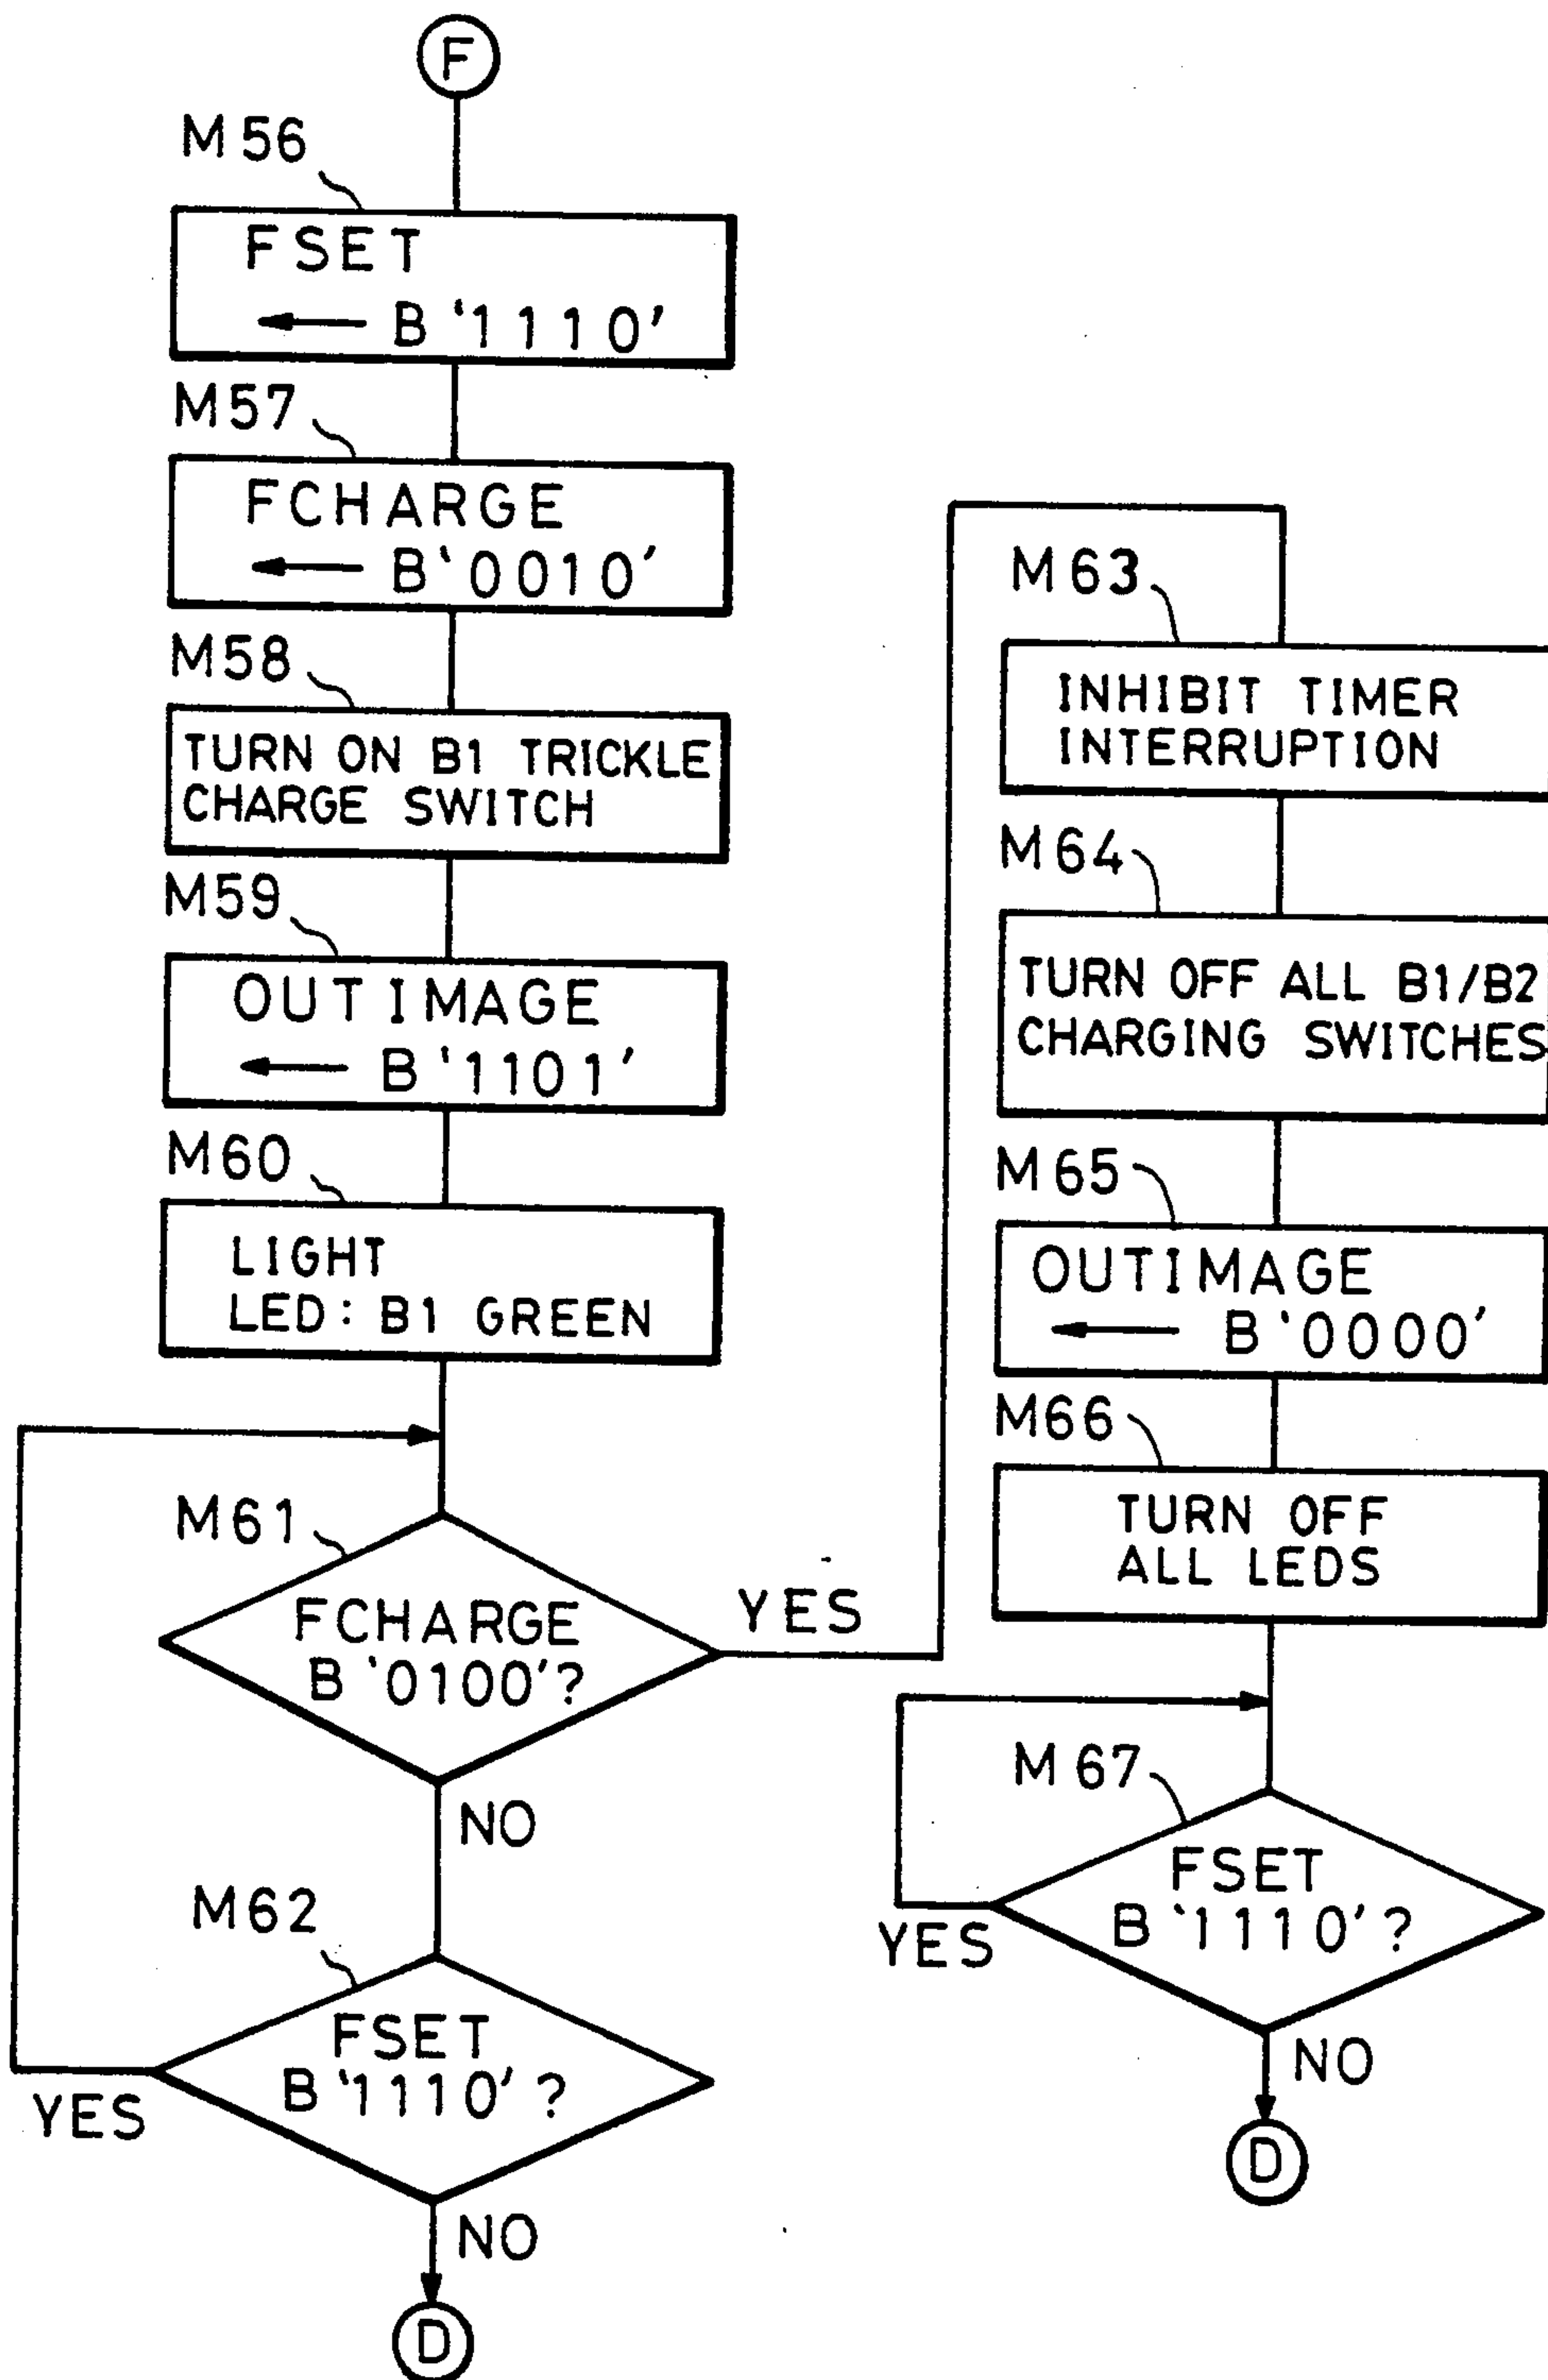 F
M56
FSET
← B '1110'
M57
FCHARGE
← B '0010'
M58
TURN ON B1 TRICKLE
CHARGE SWITCH
M59
OUTIMAGE
← B '1101'
M60
LIGHT
LED: B1 GREEN
M61
FCHARGE
B '0100'?
YES
NO
M62
FSET
B '1110'?
YES
NO
D
M63
INHIBIT TIMER
INTERRUPTION
M64
TURN OFF ALL B1/B2
CHARGING SWITCHES
M65
OUTIMAGE
← B '0000'
M66
TURN OFF
ALL LEDS
M67
FSET
B '1110'?
YES
NO
D